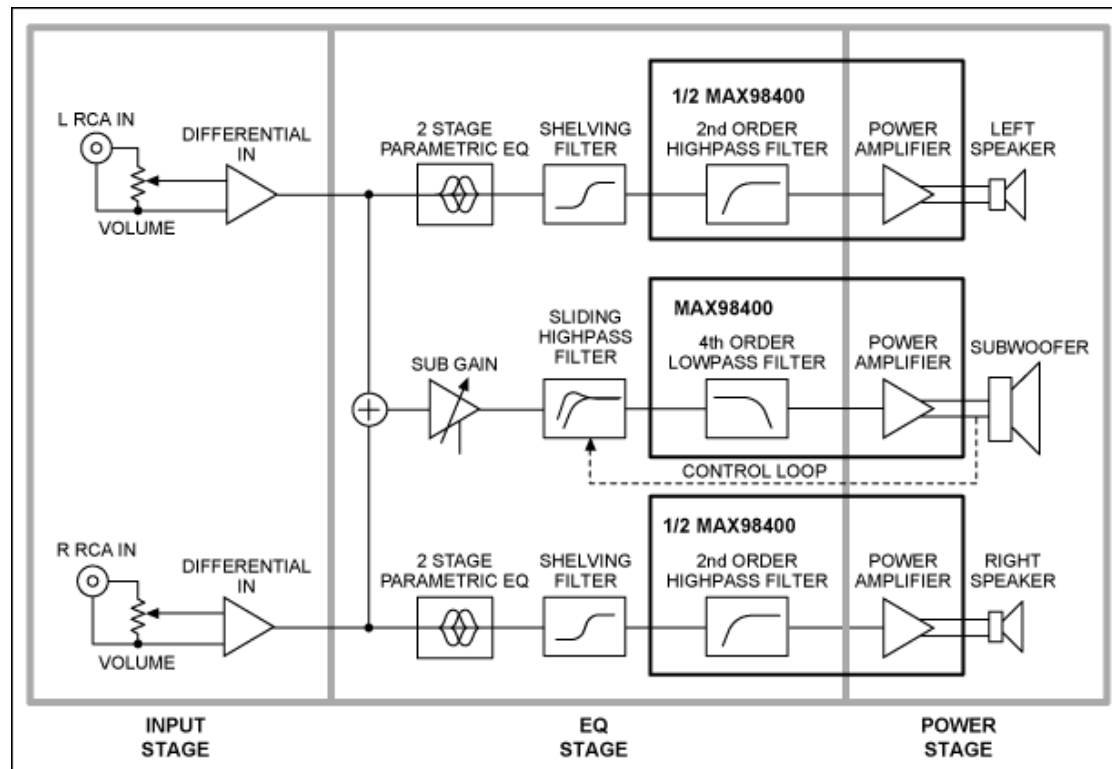 1/2 MAX98400
L RCA IN
DIFFERENTIAL
IN
VOLUME
2 STAGE
PARAMETRIC EQ
SHELVING
FILTER
2nd ORDER
HIGHPASS FILTER
POWER
AMPLIFIER
LEFT
SPEAKER
MAX98400
SUB GAIN
SLIDING
HIGHPASS
FILTER
4th ORDER
LOWPASS FILTER
POWER
AMPLIFIER
SUBWOOFER
CONTROL LOOP
1/2 MAX98400
R RCA IN
DIFFERENTIAL
IN
VOLUME
2 STAGE
PARAMETRIC EQ
SHELVING
FILTER
2nd ORDER
HIGHPASS FILTER
POWER
AMPLIFIER
RIGHT
SPEAKER
INPUT
STAGE
EQ
STAGE
POWER
STAGE